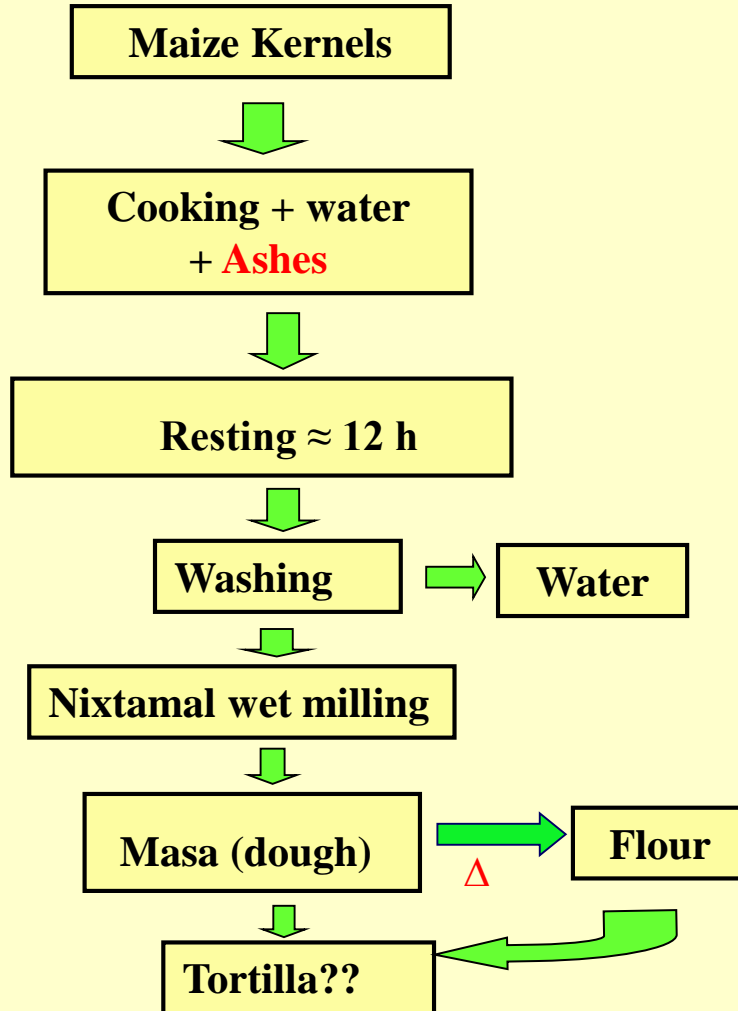 Maize Kernels
Cooking + water
+ Ashes
Resting ≈ 12 h
Washing
Water
Nixtamal wet milling
Masa (dough)
Δ
Flour
Tortilla??